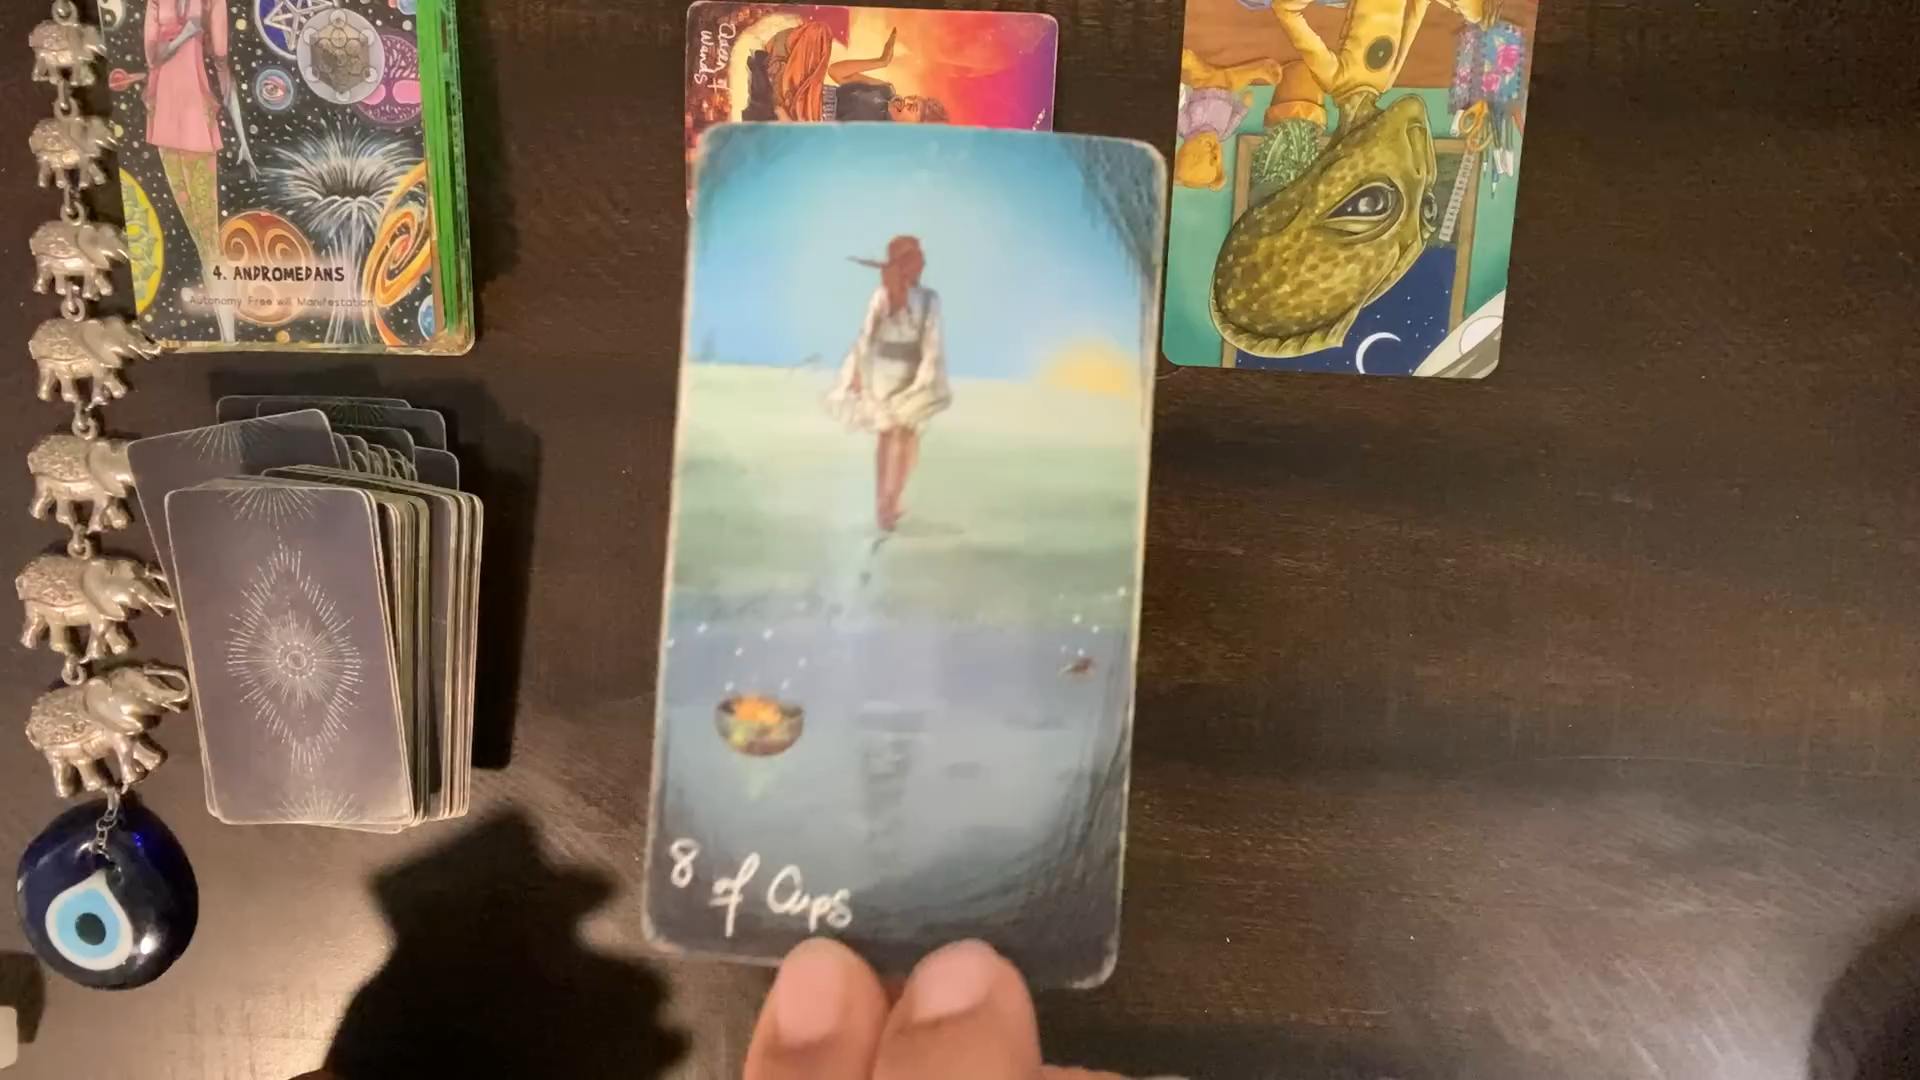 Queen of
Wands
4. ANDROMEDANS
Autonomy Free will Manifestation
8 of Cups